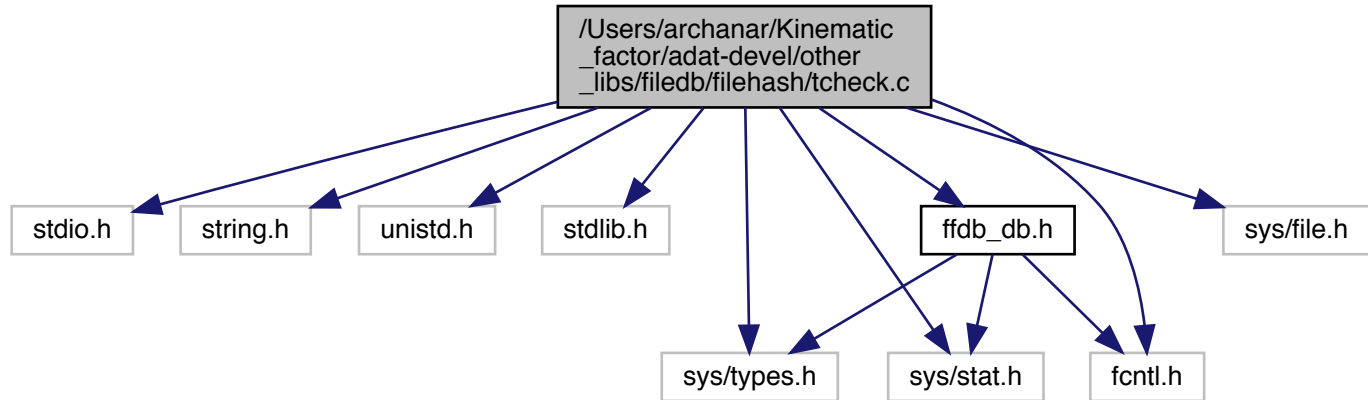 /Users/archanar/Kinematic
_factor/adat-devel/other
_libs/filedb/filehash/tcheck.c
stdio.h
string.h
unistd.h
stdlib.h
ffdb_db.h
sys/file.h
sys/types.h
sys/stat.h
fcntl.h